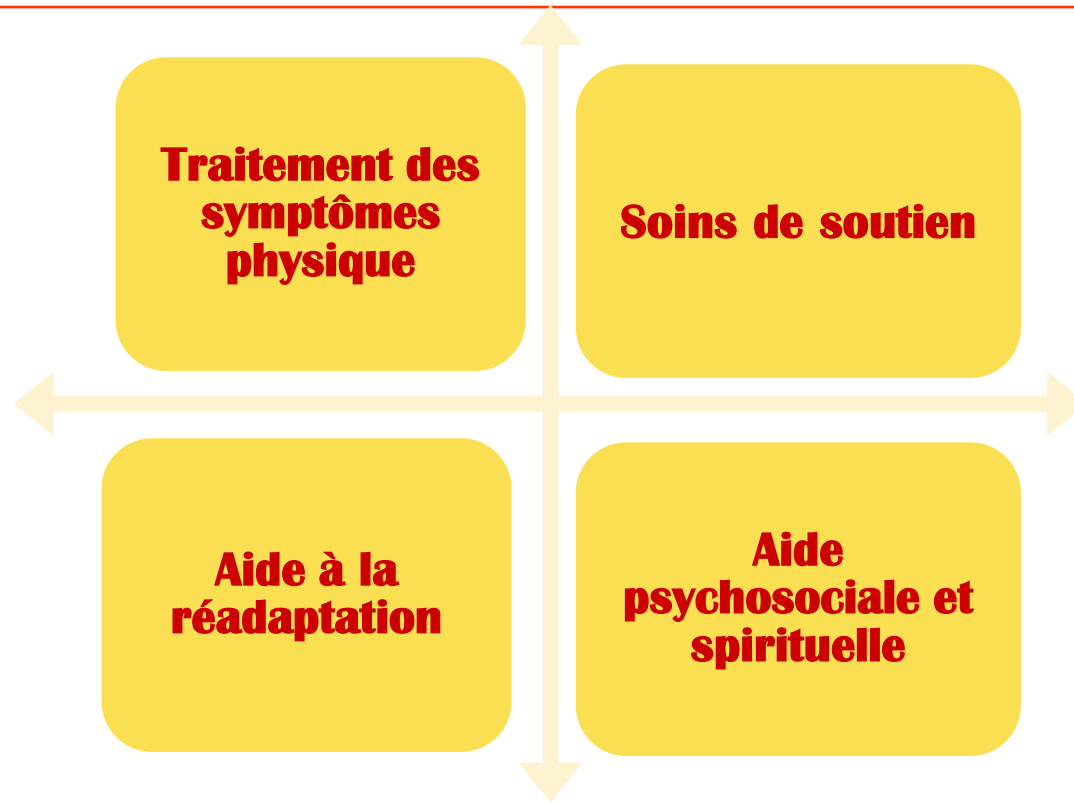 Traitement des
symptômes
physique
Soins de soutien
Aide à la
réadaptation
Aide
psychosociale et
spirituelle